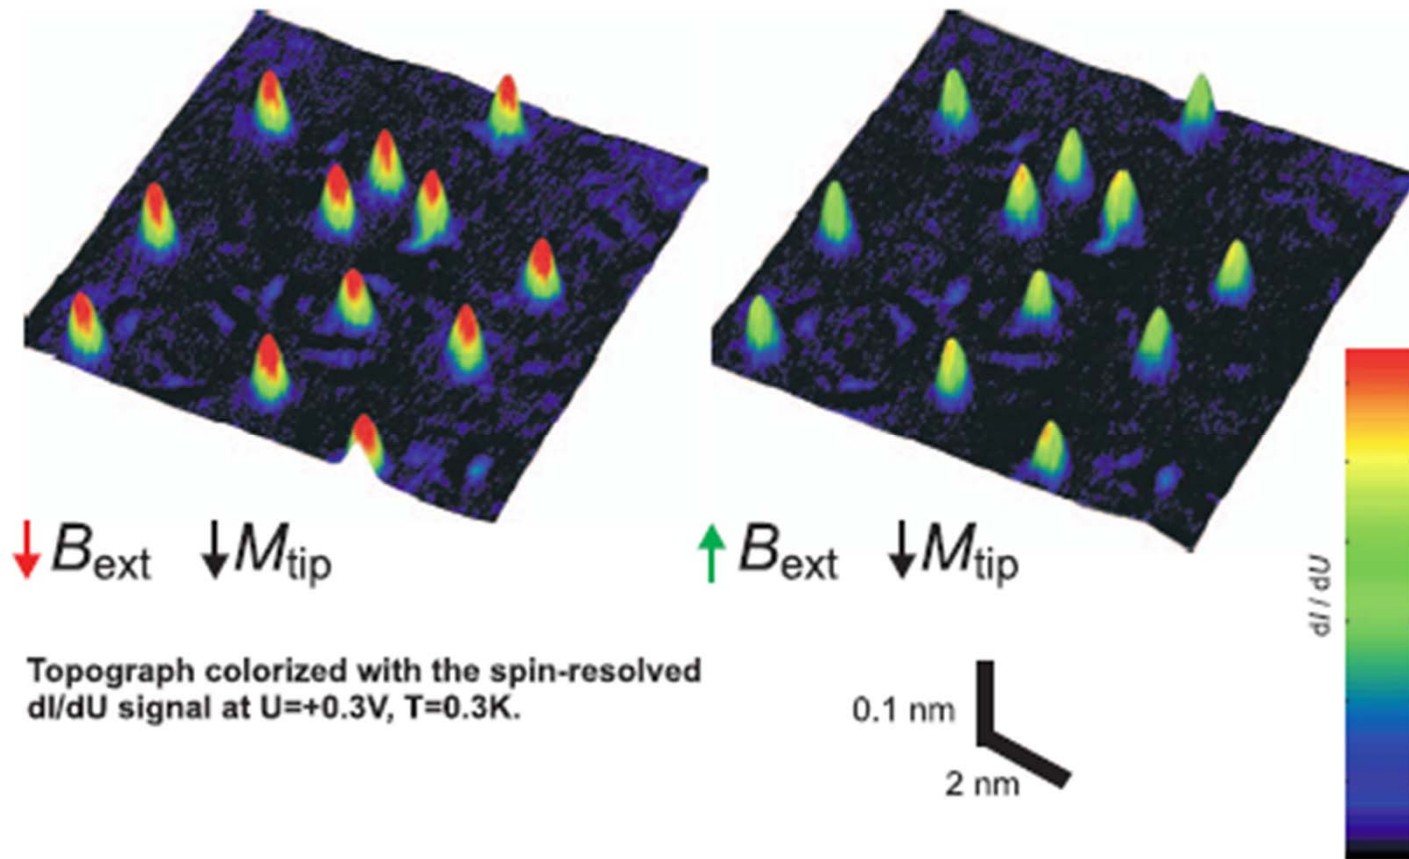 ↓ Bext ↓ Mtip
↑ Bext ↓ Mtip
dI / dU
Topograph colorized with the spin-resolved
dI/dU signal at U=+0.3V, T=0.3K.
0.1 nm
2 nm